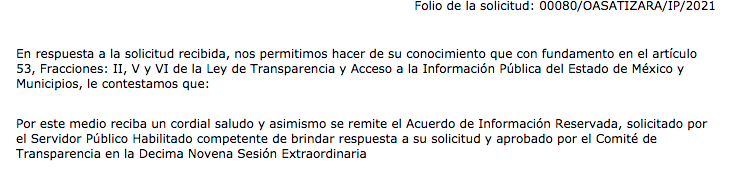 Folio de la solicitud: 00080/OASATIZARA/IP/2021
En respuesta a la solicitud recibida, nos permitimos hacer de su conocimiento que con fundamento en el artículo
53, Fracciones: II, V y VI de la Ley de Transparencia y Acceso a la Información Pública del Estado de México y
Municipios, le contestamos que:
Por este medio reciba un cordial saludo y asimismo se remite el Acuerdo de Información Reservada, solicitado por
el Servidor Público Habilitado competente de brindar respuesta a su solicitud y aprobado por el Comité de
Transparencia en la Decima Novena Sesión Extraordinaria